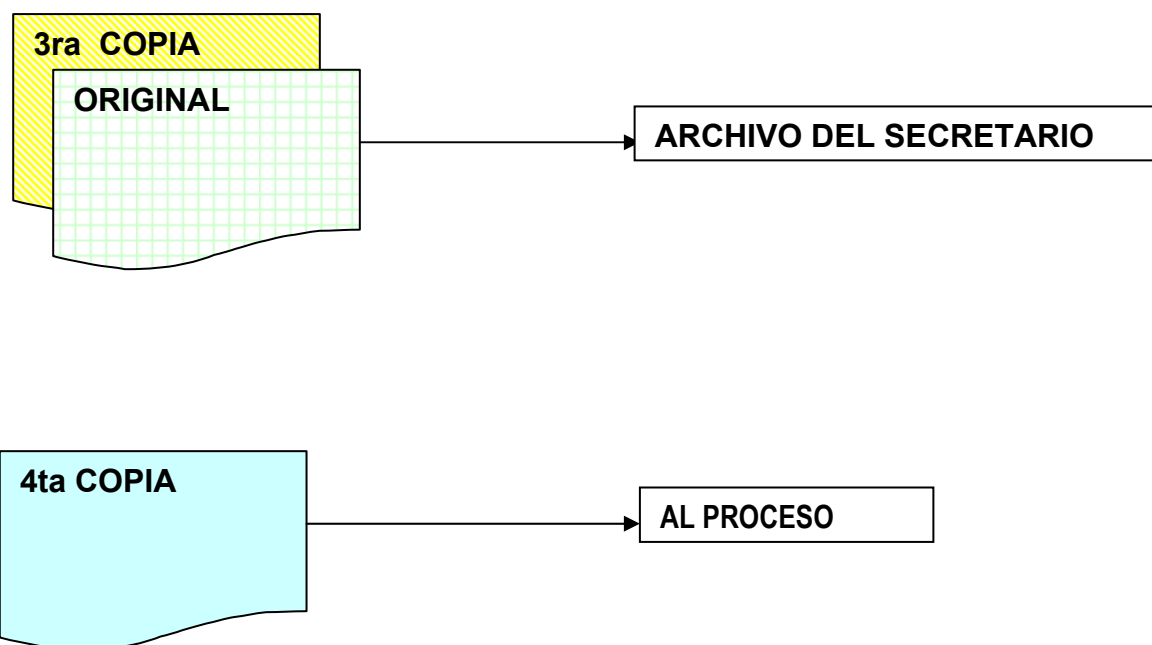 3ra COPIA
ORIGINAL
ARCHIVO DEL SECRETARIO
4ta COPIA
AL PROCESO